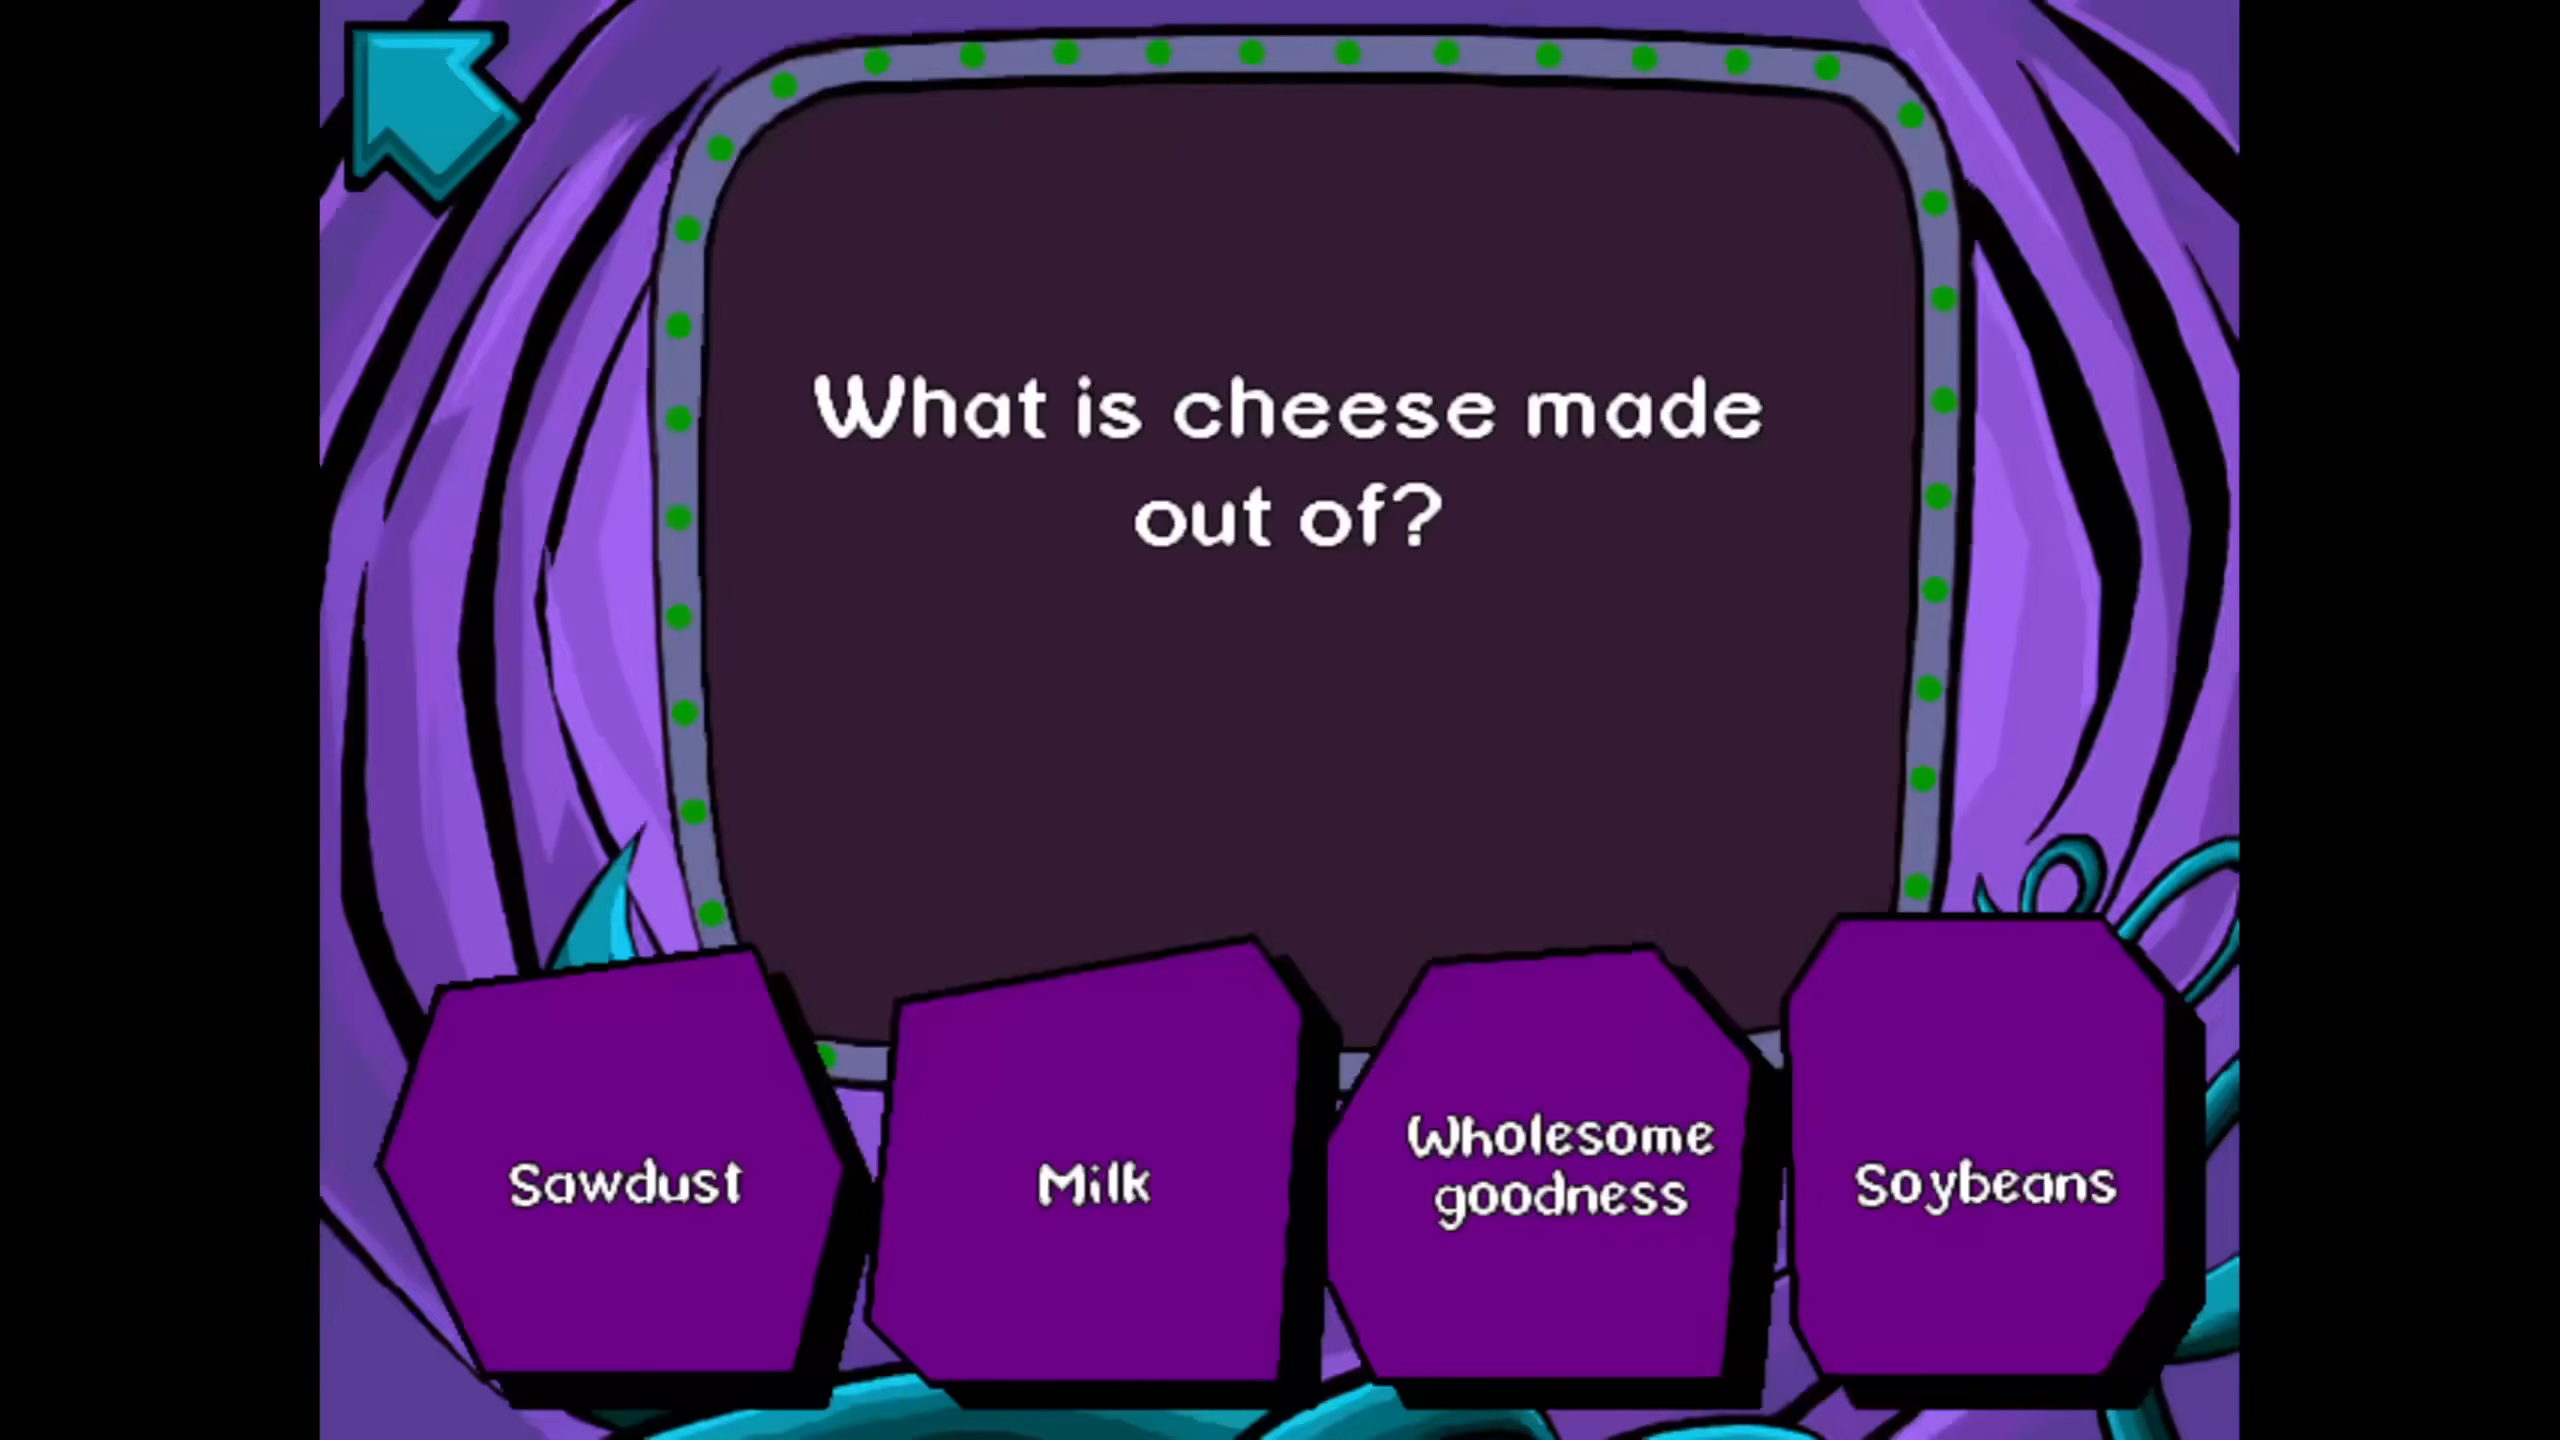 What is cheese made
out of?
Sawdust
Milk
Wholesome
goodness
Soybeans